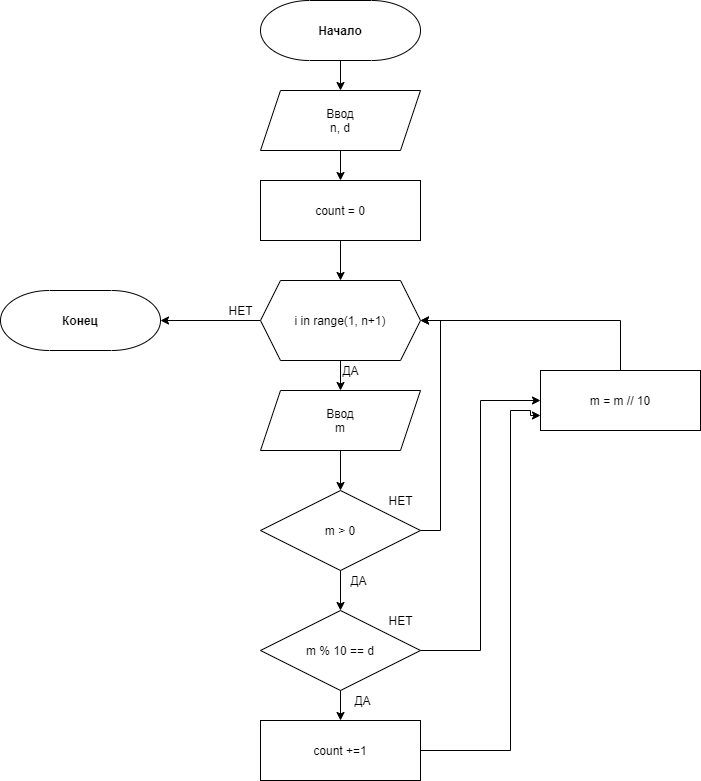 Начало
Ввод
n, d
count = 0
i in range(1, n+1)
НЕТ
Конец
ДА
Ввод
m
m = m // 10
НЕТ
m > 0
ДА
НЕТ
m % 10 == d
ДА
count +=1